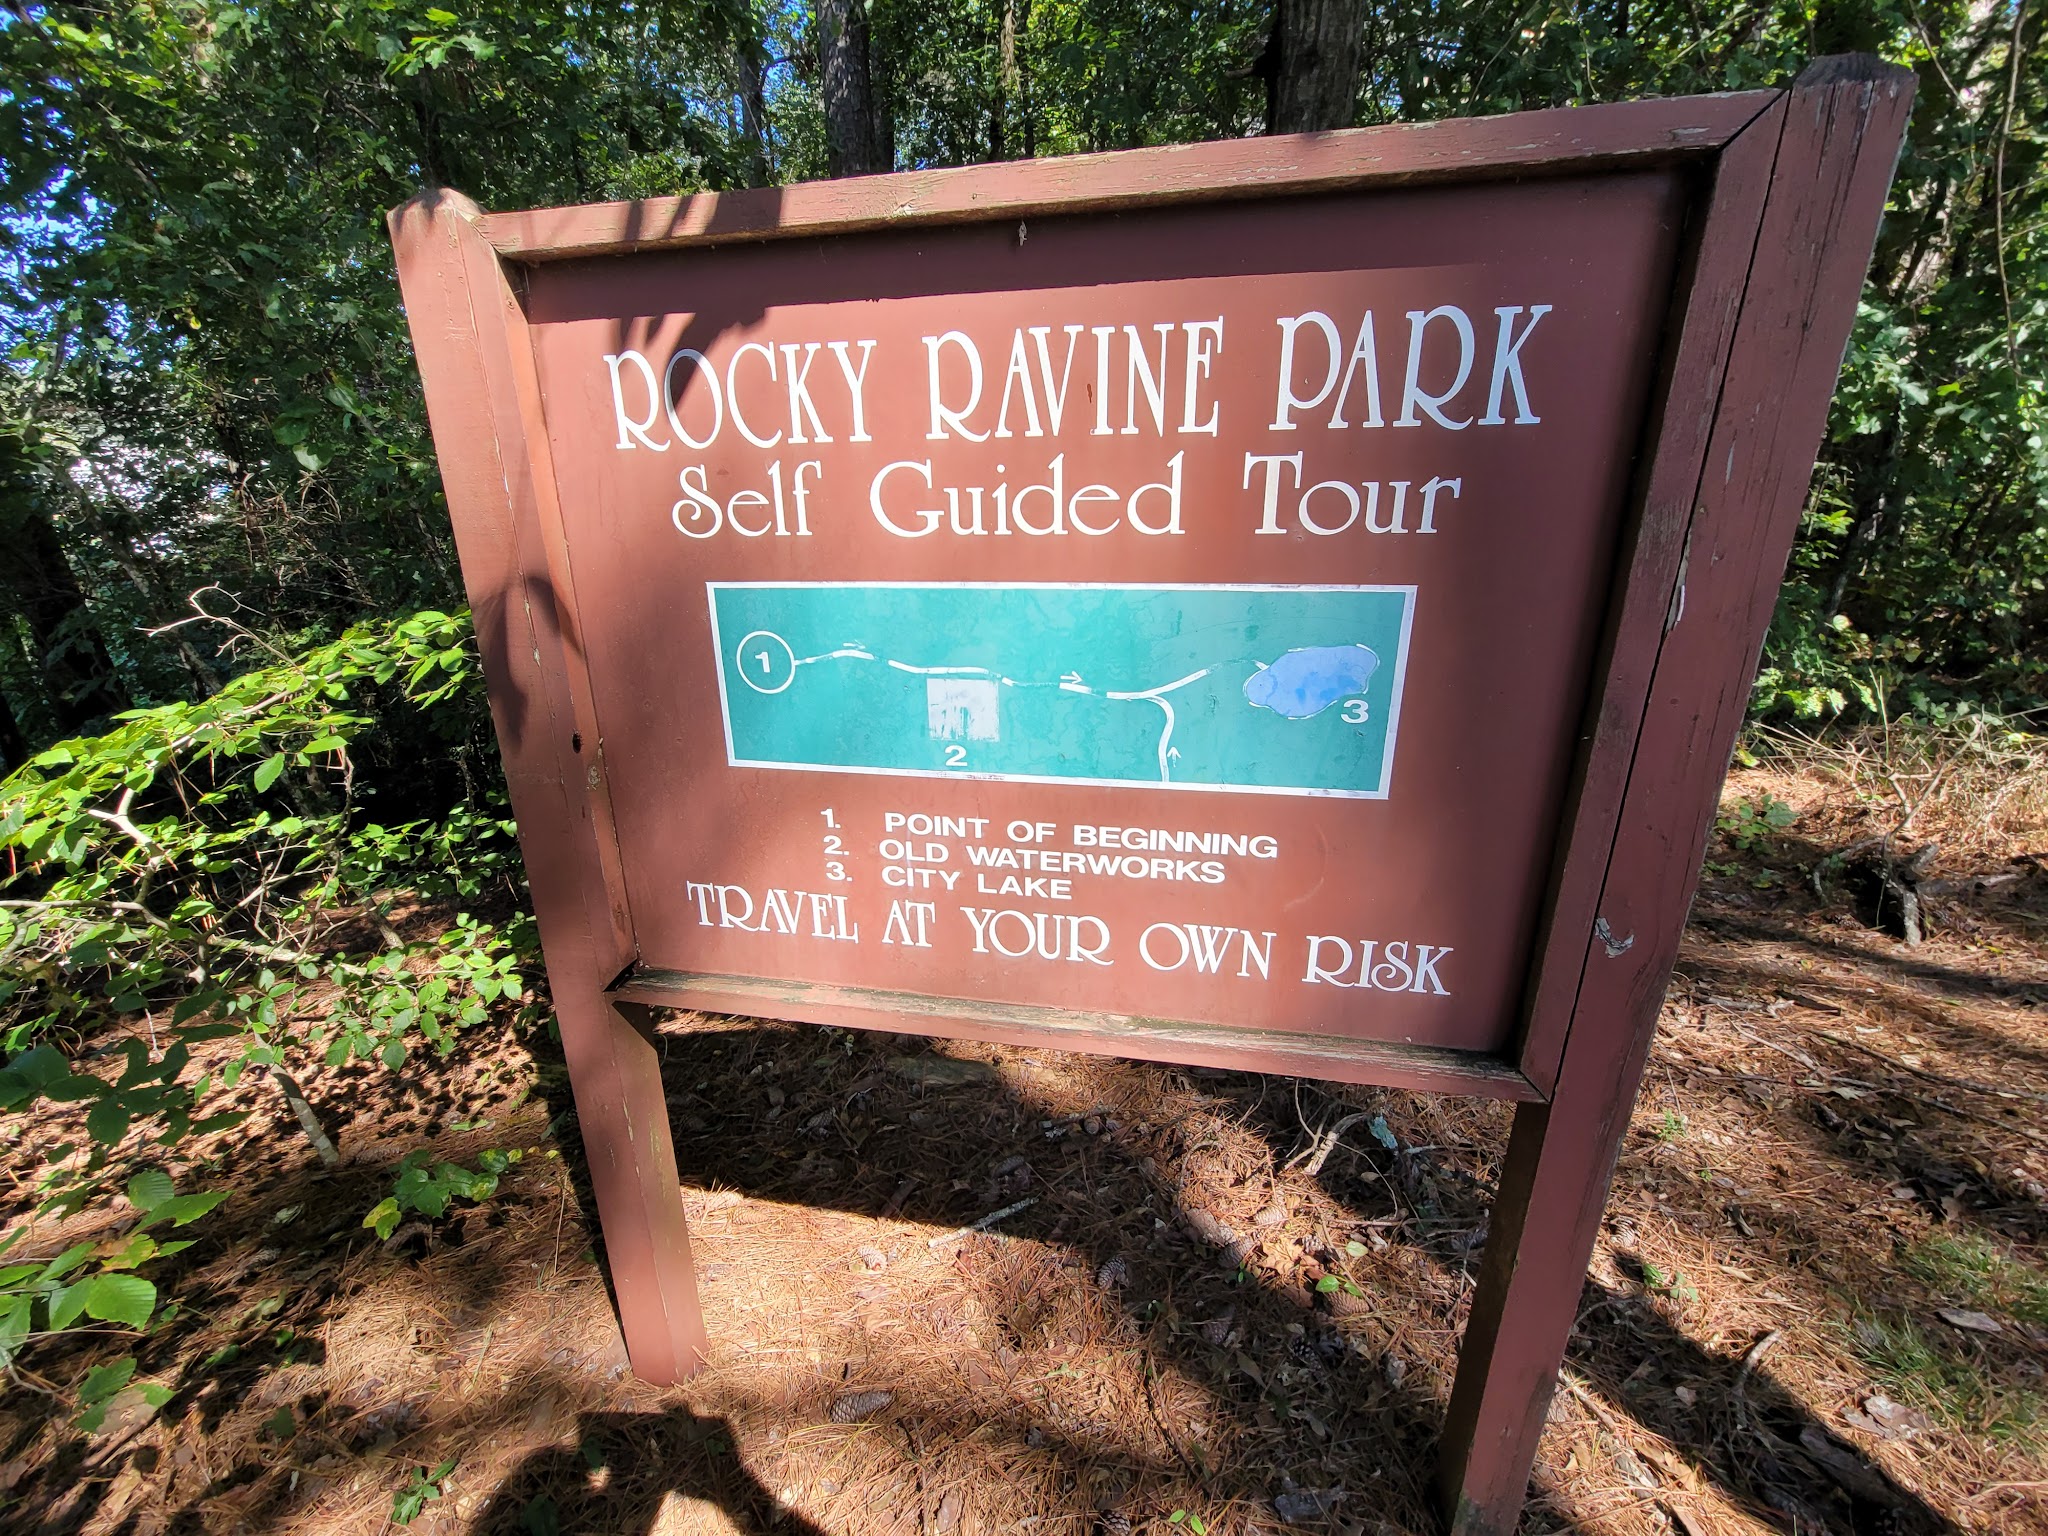 ROCKY RAVINE PARK
Self Guided Tour
1
2
3
1. POINT OF BEGINNING
2. OLD WATERWORKS
3. CITY LAKE
TRAVEL AT YOUR OWN RISK